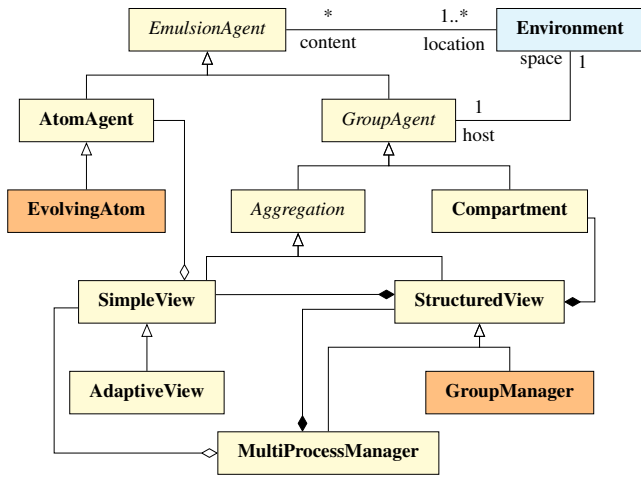 EmulsionAgent
*
content
1..*
location
Environment
space
1
AtomAgent
GroupAgent
1
host
EvolvingAtom
Aggregation
Compartment
SimpleView
StructuredView
AdaptiveView
GroupManager
MultiProcessManager